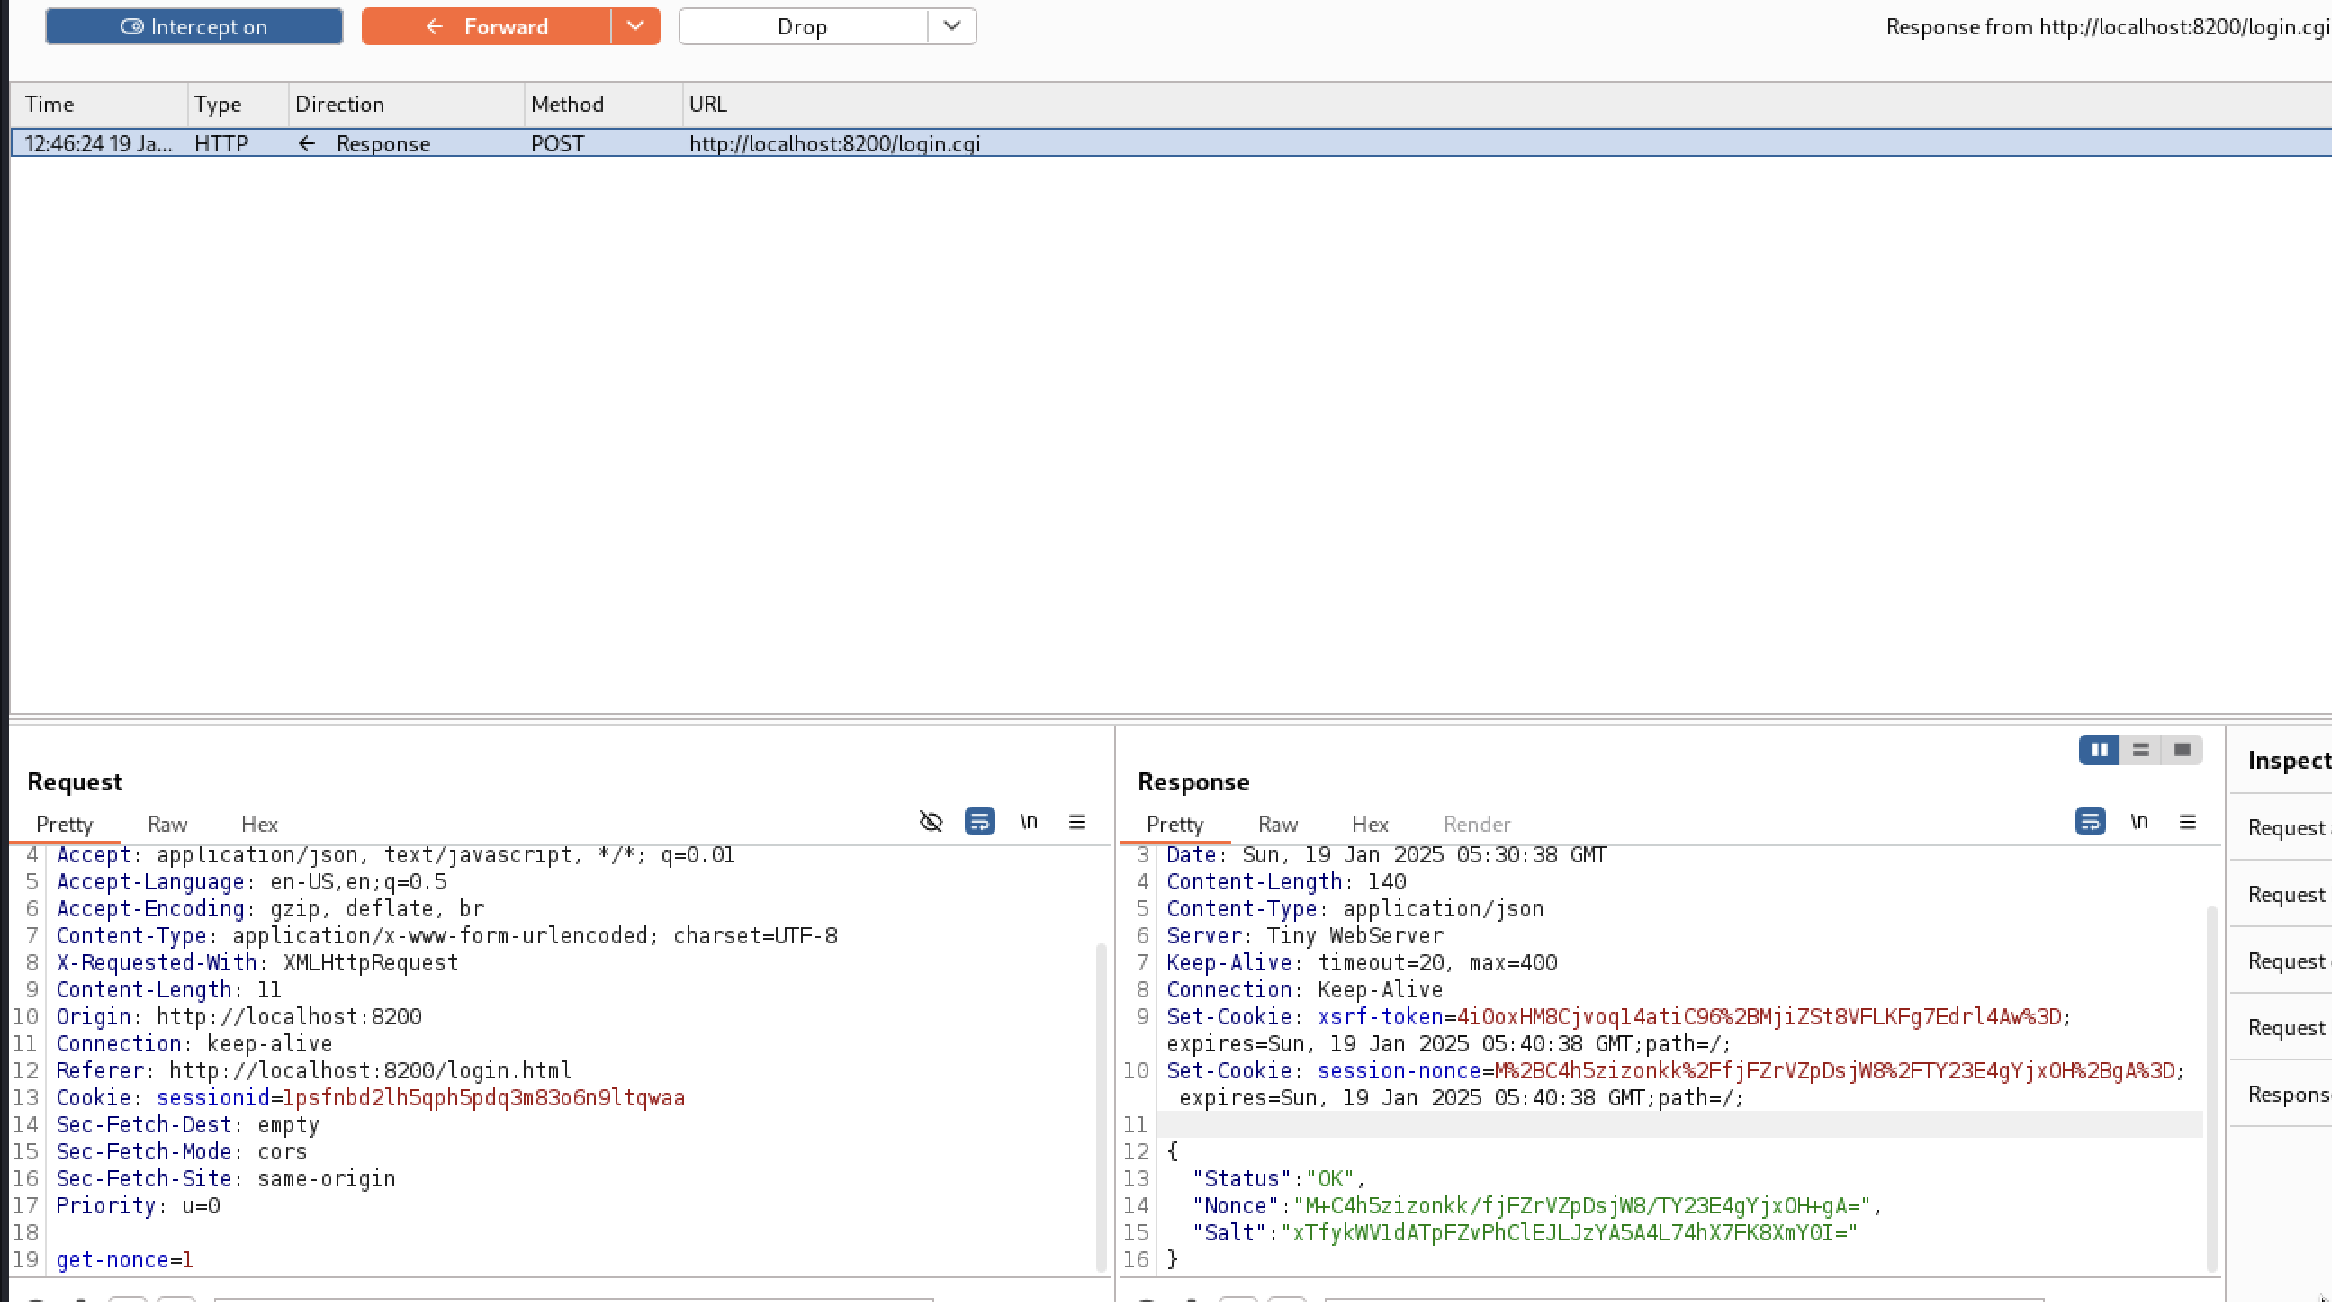 Intercept on
Forward
Drop
Response from http://localhost:8200/login.cgi
Time Type Direction Method URL
12:46:24 19 Ja... HTTP ← Response POST http://localhost:8200/login.cgi
Request
Pretty Raw Hex
\n
4 Accept: application/json, text/javascript, */*; q=0.01
5 Accept-Language: en-US,en;q=0.5
6 Accept-Encoding: gzip, deflate, br
7 Content-Type: application/x-www-form-urlencoded; charset=UTF-8
8 X-Requested-With: XMLHttpRequest
9 Content-Length: 11
10 Origin: http://localhost:8200
11 Connection: keep-alive
12 Referer: http://localhost:8200/login.html
13 Cookie: sessionid=1psfnbd2lh5qph5pdq3m83o6n9ltqwaa
14 Sec-Fetch-Dest: empty
15 Sec-Fetch-Mode: cors
16 Sec-Fetch-Site: same-origin
17 Priority: u=0
18
19 get-nonce=1
Response
Pretty Raw Hex Render
\n
3 Date: Sun, 19 Jan 2025 05:30:38 GMT
4 Content-Length: 140
5 Content-Type: application/json
6 Server: Tiny WebServer
7 Keep-Alive: timeout=20, max=400
8 Connection: Keep-Alive
9 Set-Cookie: xsrf-token=4iOoxHM8Cjvoq14atiC96%2BMjiZSt8VFLKFg7Edrl4Aw%3D;
expires=Sun, 19 Jan 2025 05:40:38 GMT;path=/;
10 Set-Cookie: session-nonce=M%2BC4h5zizonkk%2FfjFZrVZpDsjW8%2FTY23E4gYjxOH%2BgA%3D;
expires=Sun, 19 Jan 2025 05:40:38 GMT;path=/;
11
12 {
13 "Status":"OK",
14 "Nonce":"M+C4h5zizonkk/fjFZrVZpDsjW8/TY23E4gYjxOH+gA=",
15 "Salt":"xTfykWV1dATpFZvPhClEJLJzYA5A4L74hX7FK8XmY0I="
16 }
Inspect
Request
Request
Request
Request
Respons